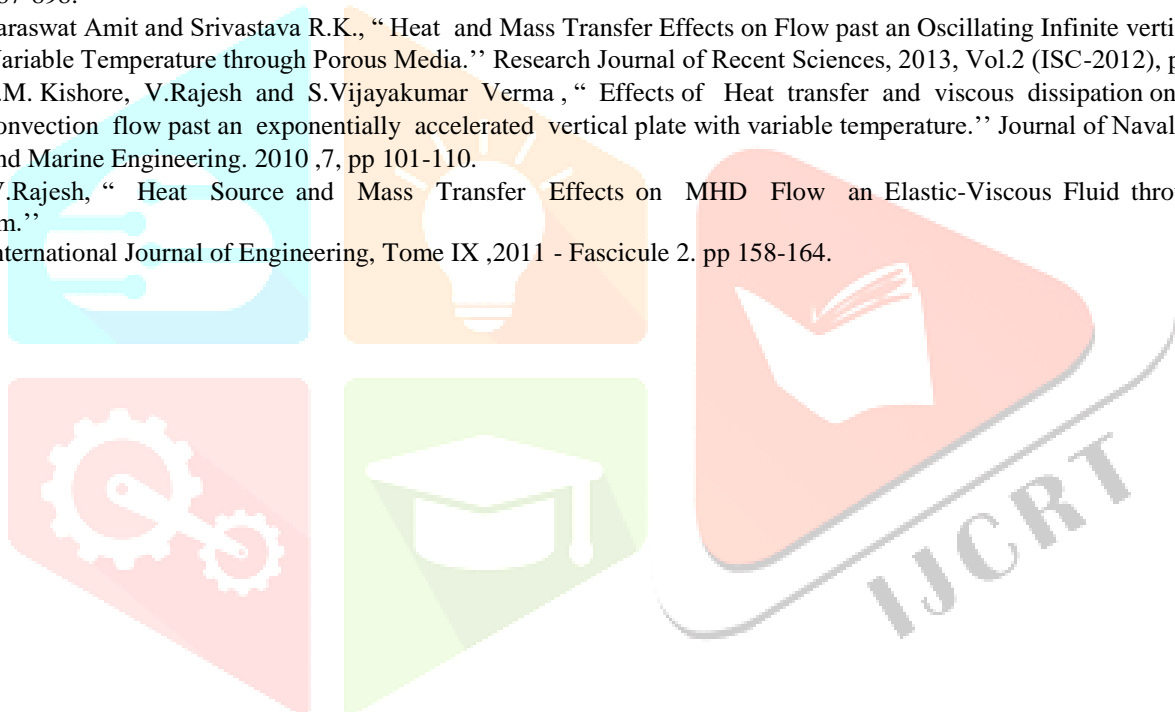 araswat Amit and Srivastava R.K., “ Heat and Mass Transfer Effects on Flow past an Oscillating Infinite verti
ariable Temperature through Porous Media.’’ Research Journal of Recent Sciences, 2013, Vol.2 (ISC-2012), p
.M. Kishore, V.Rajesh and S.Vijayakumar Verma , “ Effects of Heat transfer and viscous dissipation on
onvection flow past an exponentially accelerated vertical plate with variable temperature.’’ Journal of Naval
nd Marine Engineering. 2010 ,7, pp 101-110.
.Rajesh, “ Heat Source and Mass Transfer Effects on MHD Flow an Elastic-Viscous Fluid thro
m.’’
nternational Journal of Engineering, Tome IX ,2011 - Fascicule 2. pp 158-164.
IJCRT